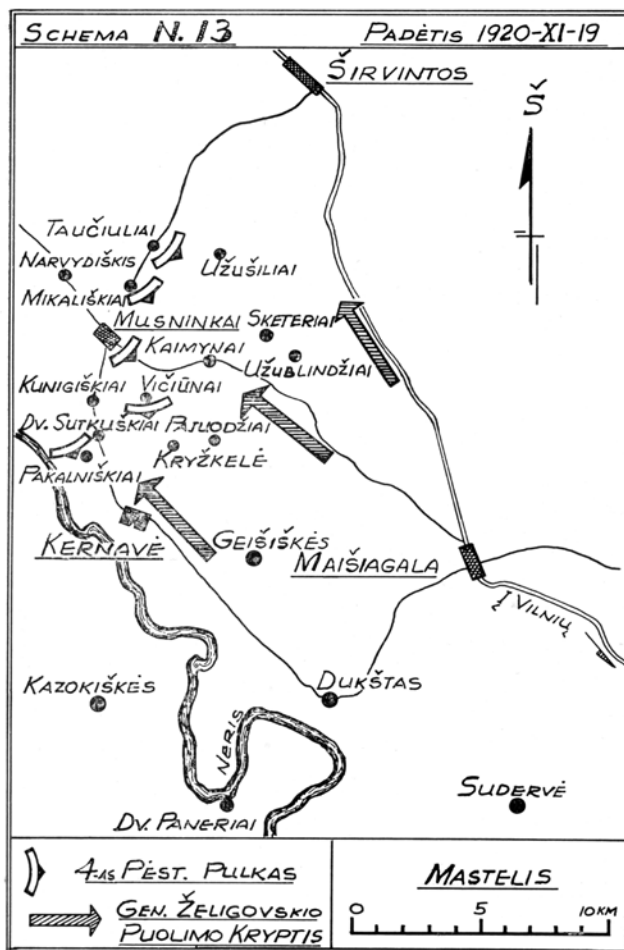 SCHEMA N. 13
PADĖTIS 1920-XI-19
ŠIRVINTOS
Š
TAUČIULIAI
NARVYDIŠKIS
UŽUŠILIAI
MIKALIŠKIAI
MUSNINKAI
SKETERIAI
KAIMYNAI
UŽUBLINDŽIAI
KUNIGIŠKIAI
VIČIŪNAI
DV. SUTKUŠKIAI
PAJUODŽIAI
KRYŽKELĖ
PAKALNIŠKIAI
KERNAVĖ
GEIŠIŠKĖS
MAIŠIAGALA
Į VILNIŲ
KAZOKIŠKĖS
DUKŠTAS
NERIS
SUDERVĖ
DV. PANERIAI
4-AS PĖST. PULKAS
GEN. ŽELIGOVSKIO
PUOLIMO KRYPTIS
MASTELIS
0 5 10 KM